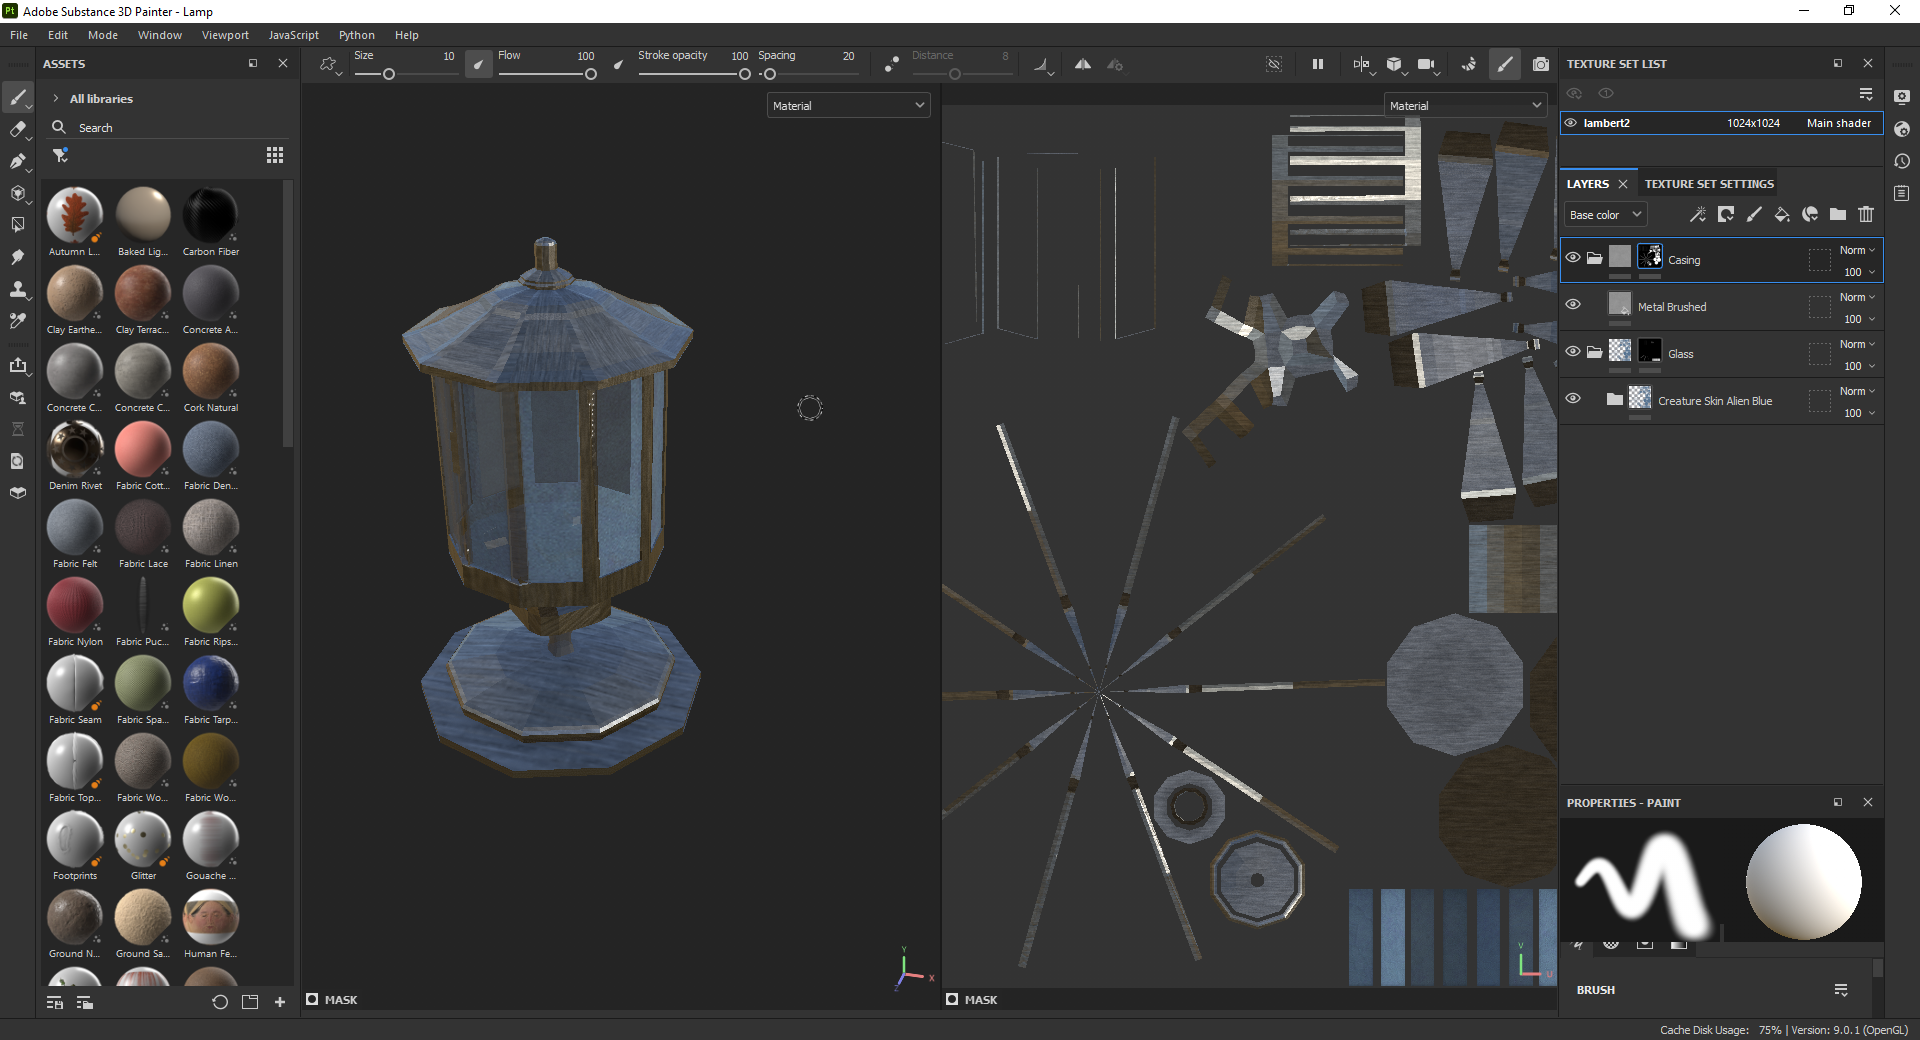 Pt Adobe Substance 3D Painter - Lamp
File Edit Mode Window Viewport JavaScript Python Help
Size 10 Flow 100 Stroke opacity 100 Spacing 20 Distance 8
ASSETS
All libraries
Search
Autumn L... Baked Lig... Carbon Fiber
Clay Earthe... Clay Terrac... Concrete A...
Concrete C... Concrete C... Cork Natural
Denim Rivet Fabric Cott... Fabric Den...
Fabric Felt Fabric Lace Fabric Linen
Fabric Nylon Fabric Puc... Fabric Rips...
Fabric Seam Fabric Spa... Fabric Tarp...
Fabric Top... Fabric Wo... Fabric Wo...
Footprints Glitter Gouache ...
Ground N... Ground Sa... Human Fe...
Material
Y
X
Z
MASK
Material
V
U
MASK
TEXTURE SET LIST
lambert2 1024x1024 Main shader
LAYERS TEXTURE SET SETTINGS
Base color
Casing Norm
100
Metal Brushed Norm
100
Glass Norm
100
Creature Skin Alien Blue Norm
100
PROPERTIES - PAINT
BRUSH
Cache Disk Usage: 75% | Version: 9.0.1 (OpenGL)